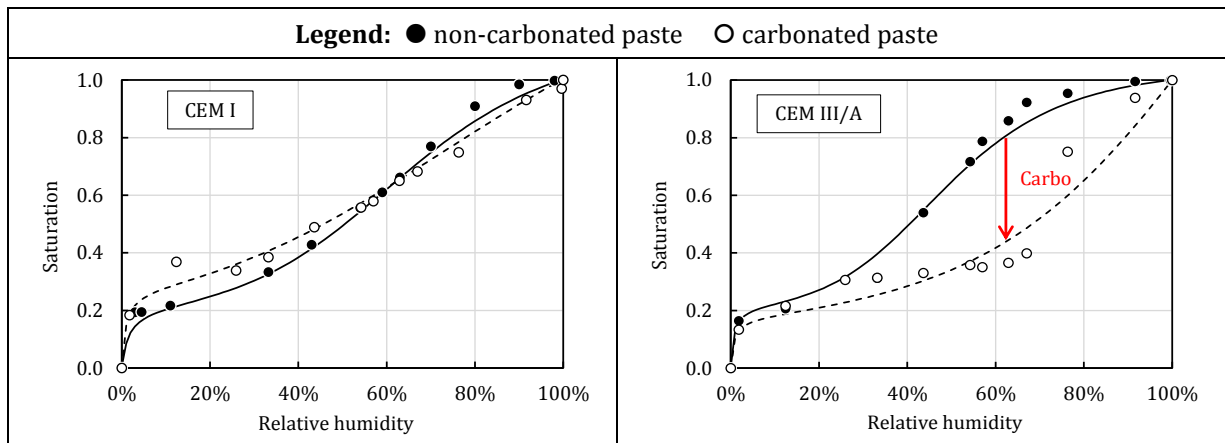 Legend: ● non-carbonated paste ○ carbonated paste
CEM I
Saturation
1.0
0.8
0.6
0.4
0.2
0.0
0% 20% 40% 60% 80% 100%
Relative humidity
CEM III/A
Carbo
Saturation
1.0
0.8
0.6
0.4
0.2
0.0
0% 20% 40% 60% 80% 100%
Relative humidity